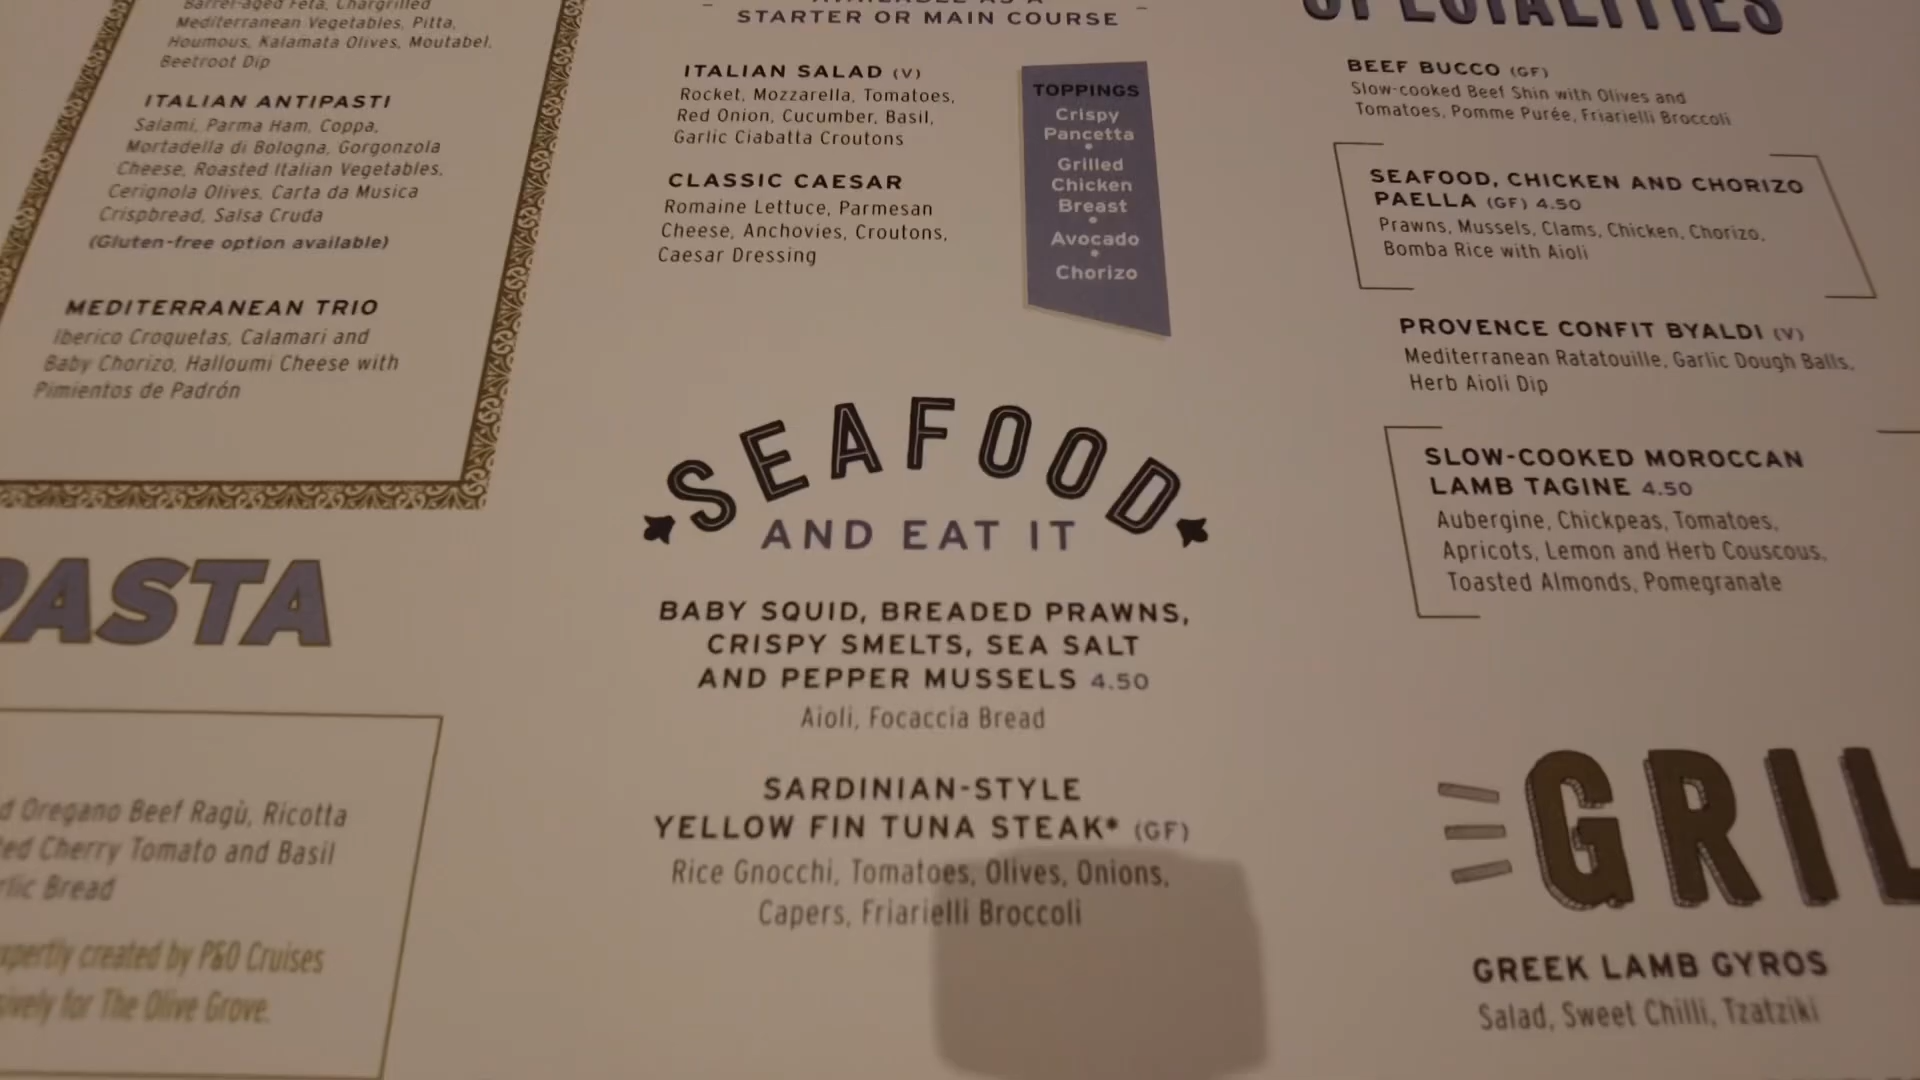 Barrel-aged Feta, Chargrilled
Mediterranean Vegetables, Pitta,
Houmous, Kalamata Olives, Moutabel,
Beetroot Dip
ITALIAN ANTIPASTI
Salami, Parma Ham, Coppa,
Mortadella di Bologna, Gorgonzola
Cheese, Roasted Italian Vegetables,
Cerignola Olives, Carta da Musica
Crispbread, Salsa Cruda
(Gluten-free option available)
MEDITERRANEAN TRIO
Iberico Croquetas, Calamari and
Baby Chorizo, Halloumi Cheese with
Pimientos de Padrón
PASTA
Oregano Beef Ragù, Ricotta
Cherry Tomato and Basil
Bread
created by P&O Cruises
for The Olive Grove.
AVAILABLE AS A
STARTER OR MAIN COURSE
ITALIAN SALAD (V)
Rocket, Mozzarella, Tomatoes,
Red Onion, Cucumber, Basil,
Garlic Ciabatta Croutons
CLASSIC CAESAR
Romaine Lettuce, Parmesan
Cheese, Anchovies, Croutons,
Caesar Dressing
TOPPINGS
Crispy
Pancetta
•
Grilled
Chicken
Breast
•
Avocado
•
Chorizo
SEAFOOD
AND EAT IT
BABY SQUID, BREADED PRAWNS,
CRISPY SMELTS, SEA SALT
AND PEPPER MUSSELS 4.50
Aioli, Focaccia Bread
SARDINIAN-STYLE
YELLOW FIN TUNA STEAK* (GF)
Rice Gnocchi, Tomatoes, Olives, Onions,
Capers, Friarielli Broccoli
SPECIALITIES
BEEF BUCCO (GF)
Slow-cooked Beef Shin with Olives and
Tomatoes, Pomme Purée, Friarielli Broccoli
SEAFOOD, CHICKEN AND CHORIZO
PAELLA (GF) 4.50
Prawns, Mussels, Clams, Chicken, Chorizo,
Bomba Rice with Aioli
PROVENCE CONFIT BYALDI (V)
Mediterranean Ratatouille, Garlic Dough Balls,
Herb Aioli Dip
SLOW-COOKED MOROCCAN
LAMB TAGINE 4.50
Aubergine, Chickpeas, Tomatoes,
Apricots, Lemon and Herb Couscous,
Toasted Almonds, Pomegranate
GRIL
GREEK LAMB GYROS
Salad, Sweet Chilli, Tzatziki